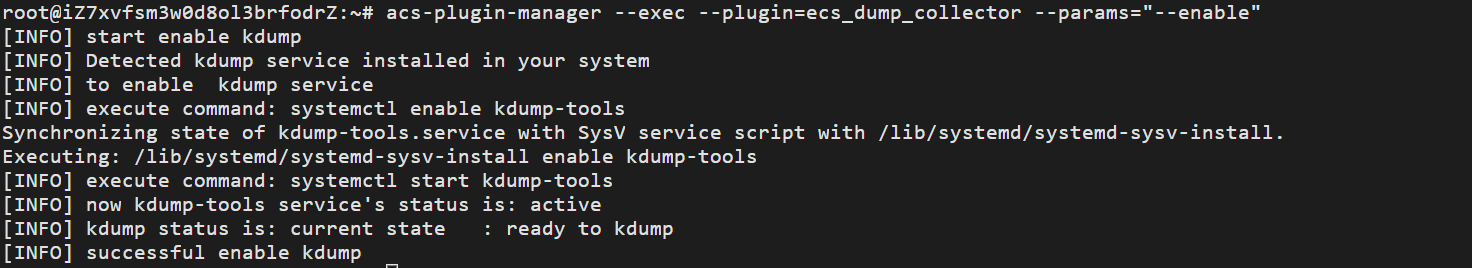 root@iZ7xvfsm3w0d8ol3brfodrZ:~# acs-plugin-manager --exec --plugin=ecs_dump_collector --params="--enable"
[INFO] start enable kdump
[INFO] Detected kdump service installed in your system
[INFO] to enable  kdump service
[INFO] execute command: systemctl enable kdump-tools
Synchronizing state of kdump-tools.service with SysV service script with /lib/systemd/systemd-sysv-install.
Executing: /lib/systemd/systemd-sysv-install enable kdump-tools
[INFO] execute command: systemctl start kdump-tools
[INFO] now kdump-tools service's status is: active
[INFO] kdump status is: current state   : ready to kdump
[INFO] successful enable kdump